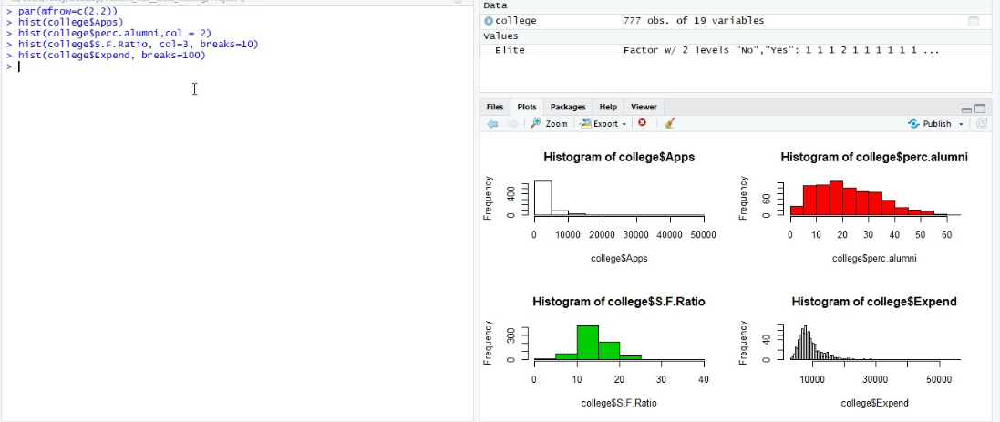 > par(mfrow=c(2,2))
> hist(college$Apps)
> hist(college$perc.alumni,col = 2)
> hist(college$S.F.Ratio, col=3, breaks=10)
> hist(college$Expend, breaks=100)
>
Data
college 777 obs. of 19 variables
Values
Elite Factor w/ 2 levels "No","Yes": 1 1 1 2 1 1 1 1 1 1 ...
Files Plots Packages Help Viewer
Zoom Export Publish
Histogram of college$Apps
Frequency
0 400
0 10000 20000 30000 40000 50000
college$Apps
Histogram of college$perc.alumni
Frequency
0 60
0 10 20 30 40 50 60
college$perc.alumni
Histogram of college$S.F.Ratio
Frequency
0 300
0 10 20 30 40
college$S.F.Ratio
Histogram of college$Expend
Frequency
0 40
10000 30000 50000
college$Expend